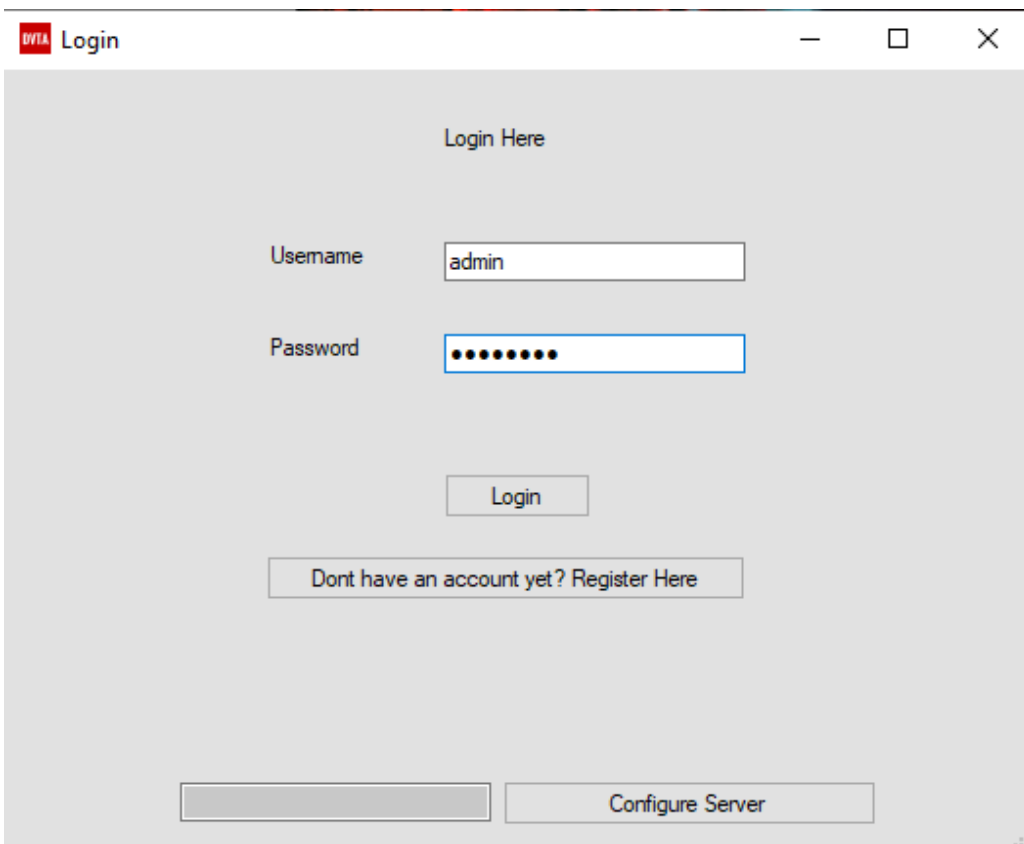 DVTA Login
Login Here
Username admin
Password ••••••••
Login
Dont have an account yet? Register Here
Configure Server